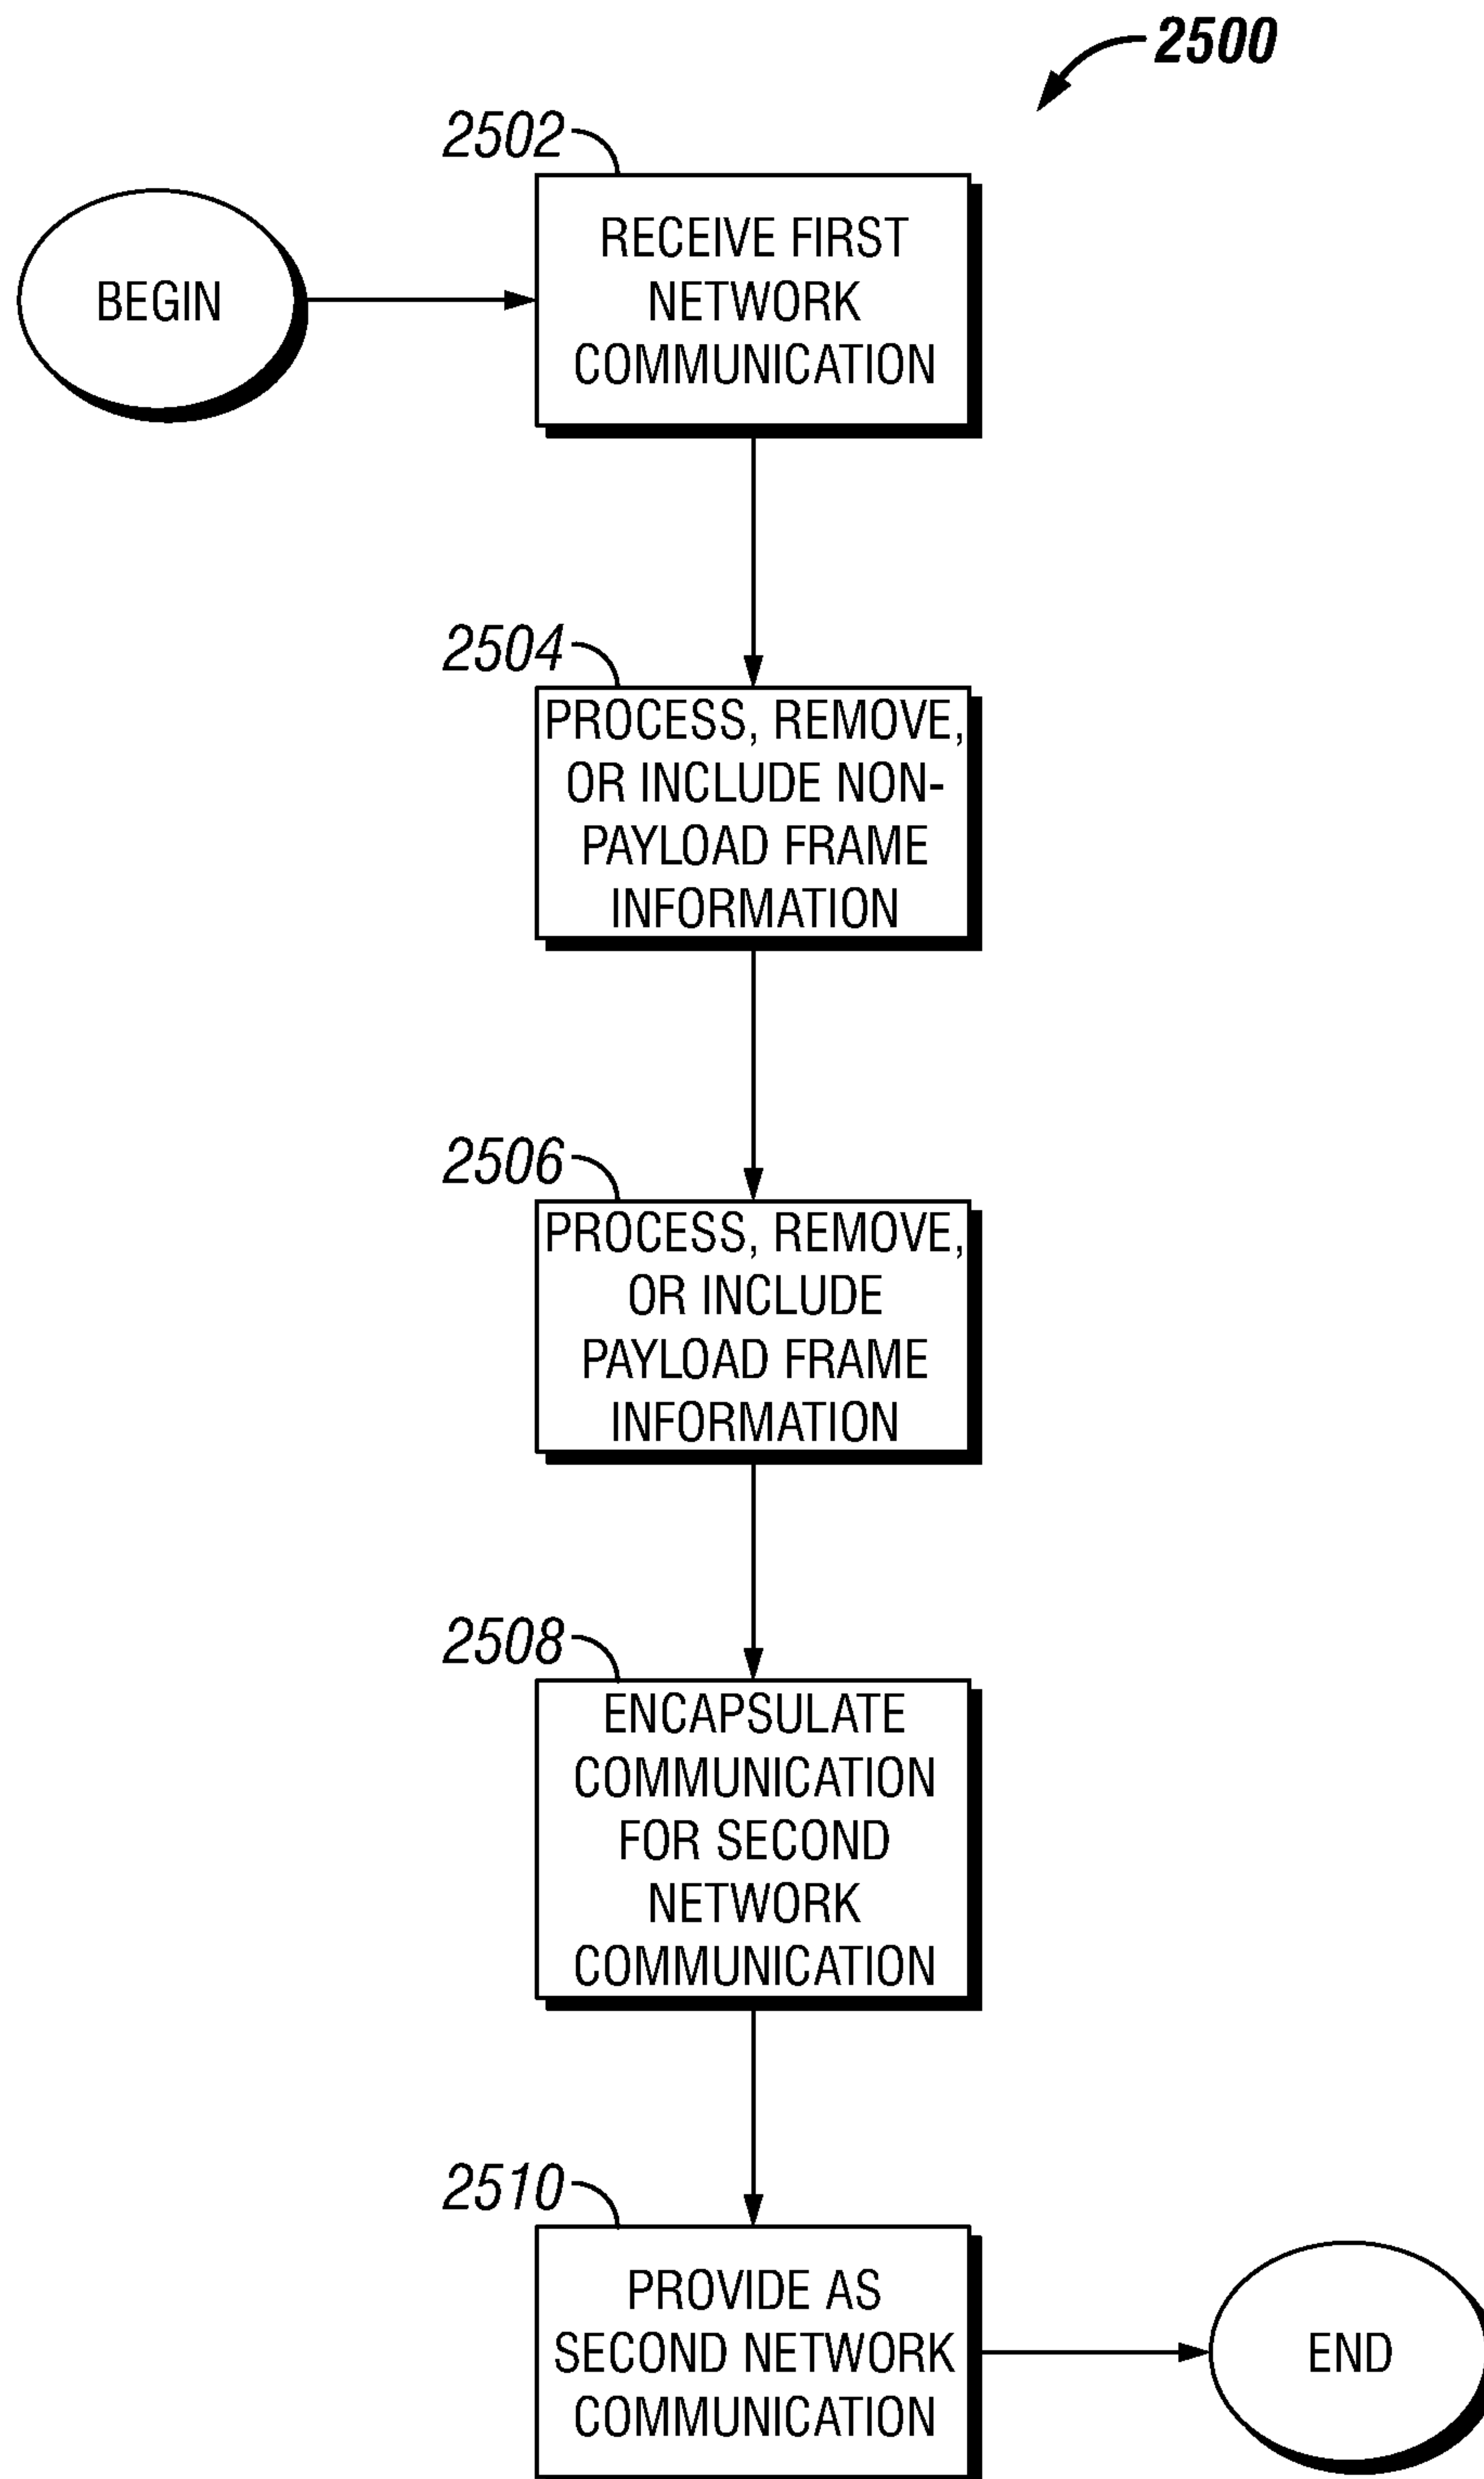 2500
2502
BEGIN
RECEIVE FIRST
NETWORK
COMMUNICATION
2504
PROCESS, REMOVE,
OR INCLUDE NON-
PAYLOAD FRAME
INFORMATION
2506
PROCESS, REMOVE,
OR INCLUDE
PAYLOAD FRAME
INFORMATION
2508
ENCAPSULATE
COMMUNICATION
FOR SECOND
NETWORK
COMMUNICATION
2510
PROVIDE AS
SECOND NETWORK
COMMUNICATION
END